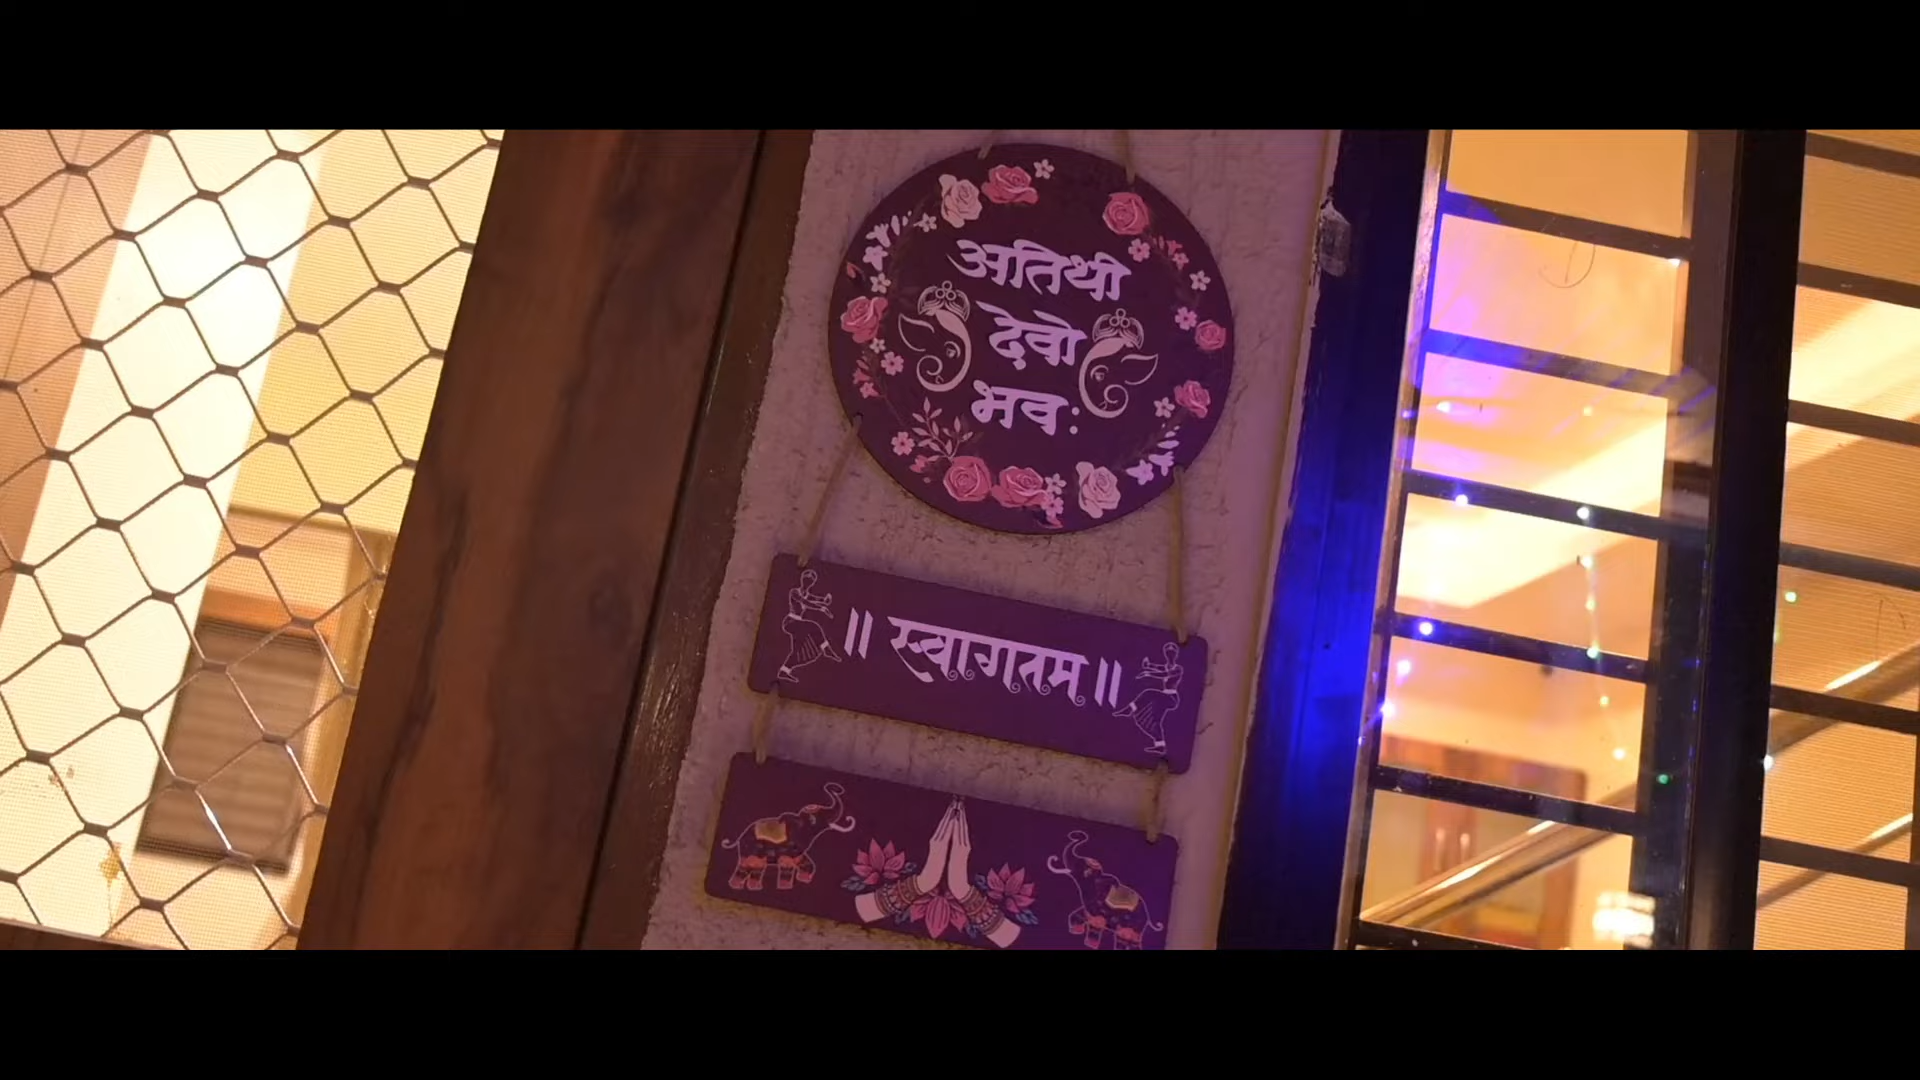 अतिथी
देवो
भवः
॥ स्वागतम ॥